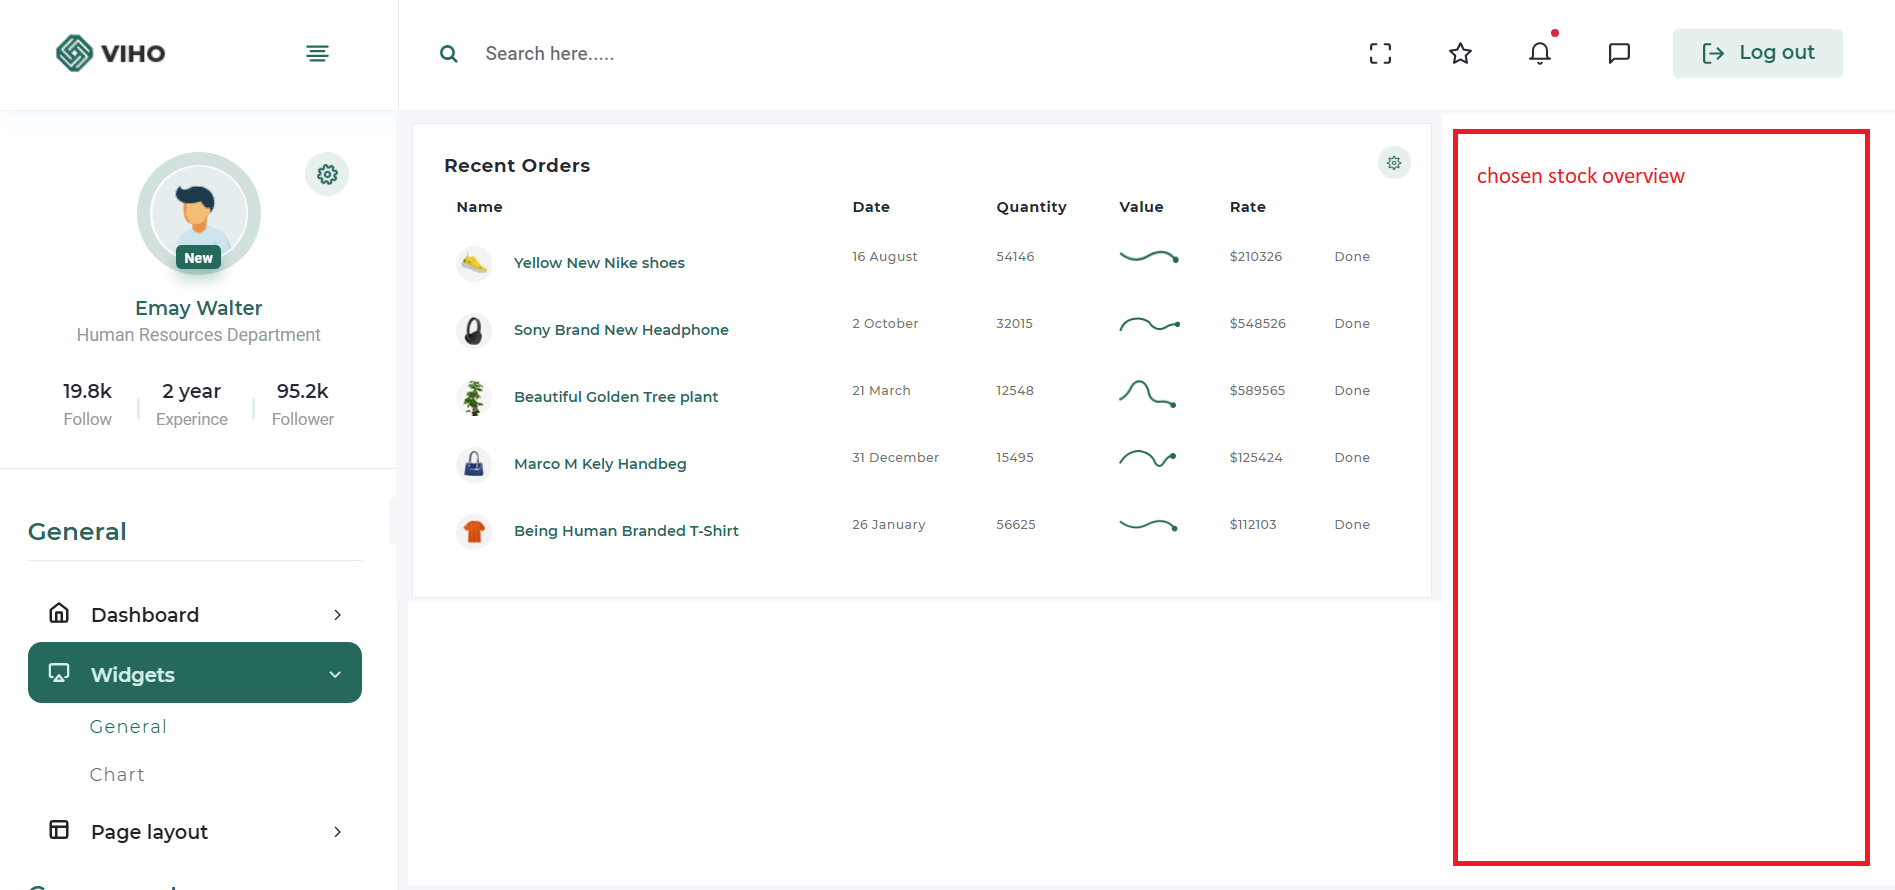 VIHO
Search here.....
Log out
New
Emay Walter
Human Resources Department
19.8k 2 year 95.2k
Follow Experince Follower
General
Dashboard
Widgets
General
Chart
Page layout
Recent Orders
Name Date Quantity Value Rate
Yellow New Nike shoes 16 August 54146 $210326 Done
Sony Brand New Headphone 2 October 32015 $548526 Done
Beautiful Golden Tree plant 21 March 12548 $589565 Done
Marco M Kely Handbeg 31 December 15495 $125424 Done
Being Human Branded T-Shirt 26 January 56625 $112103 Done
chosen stock overview